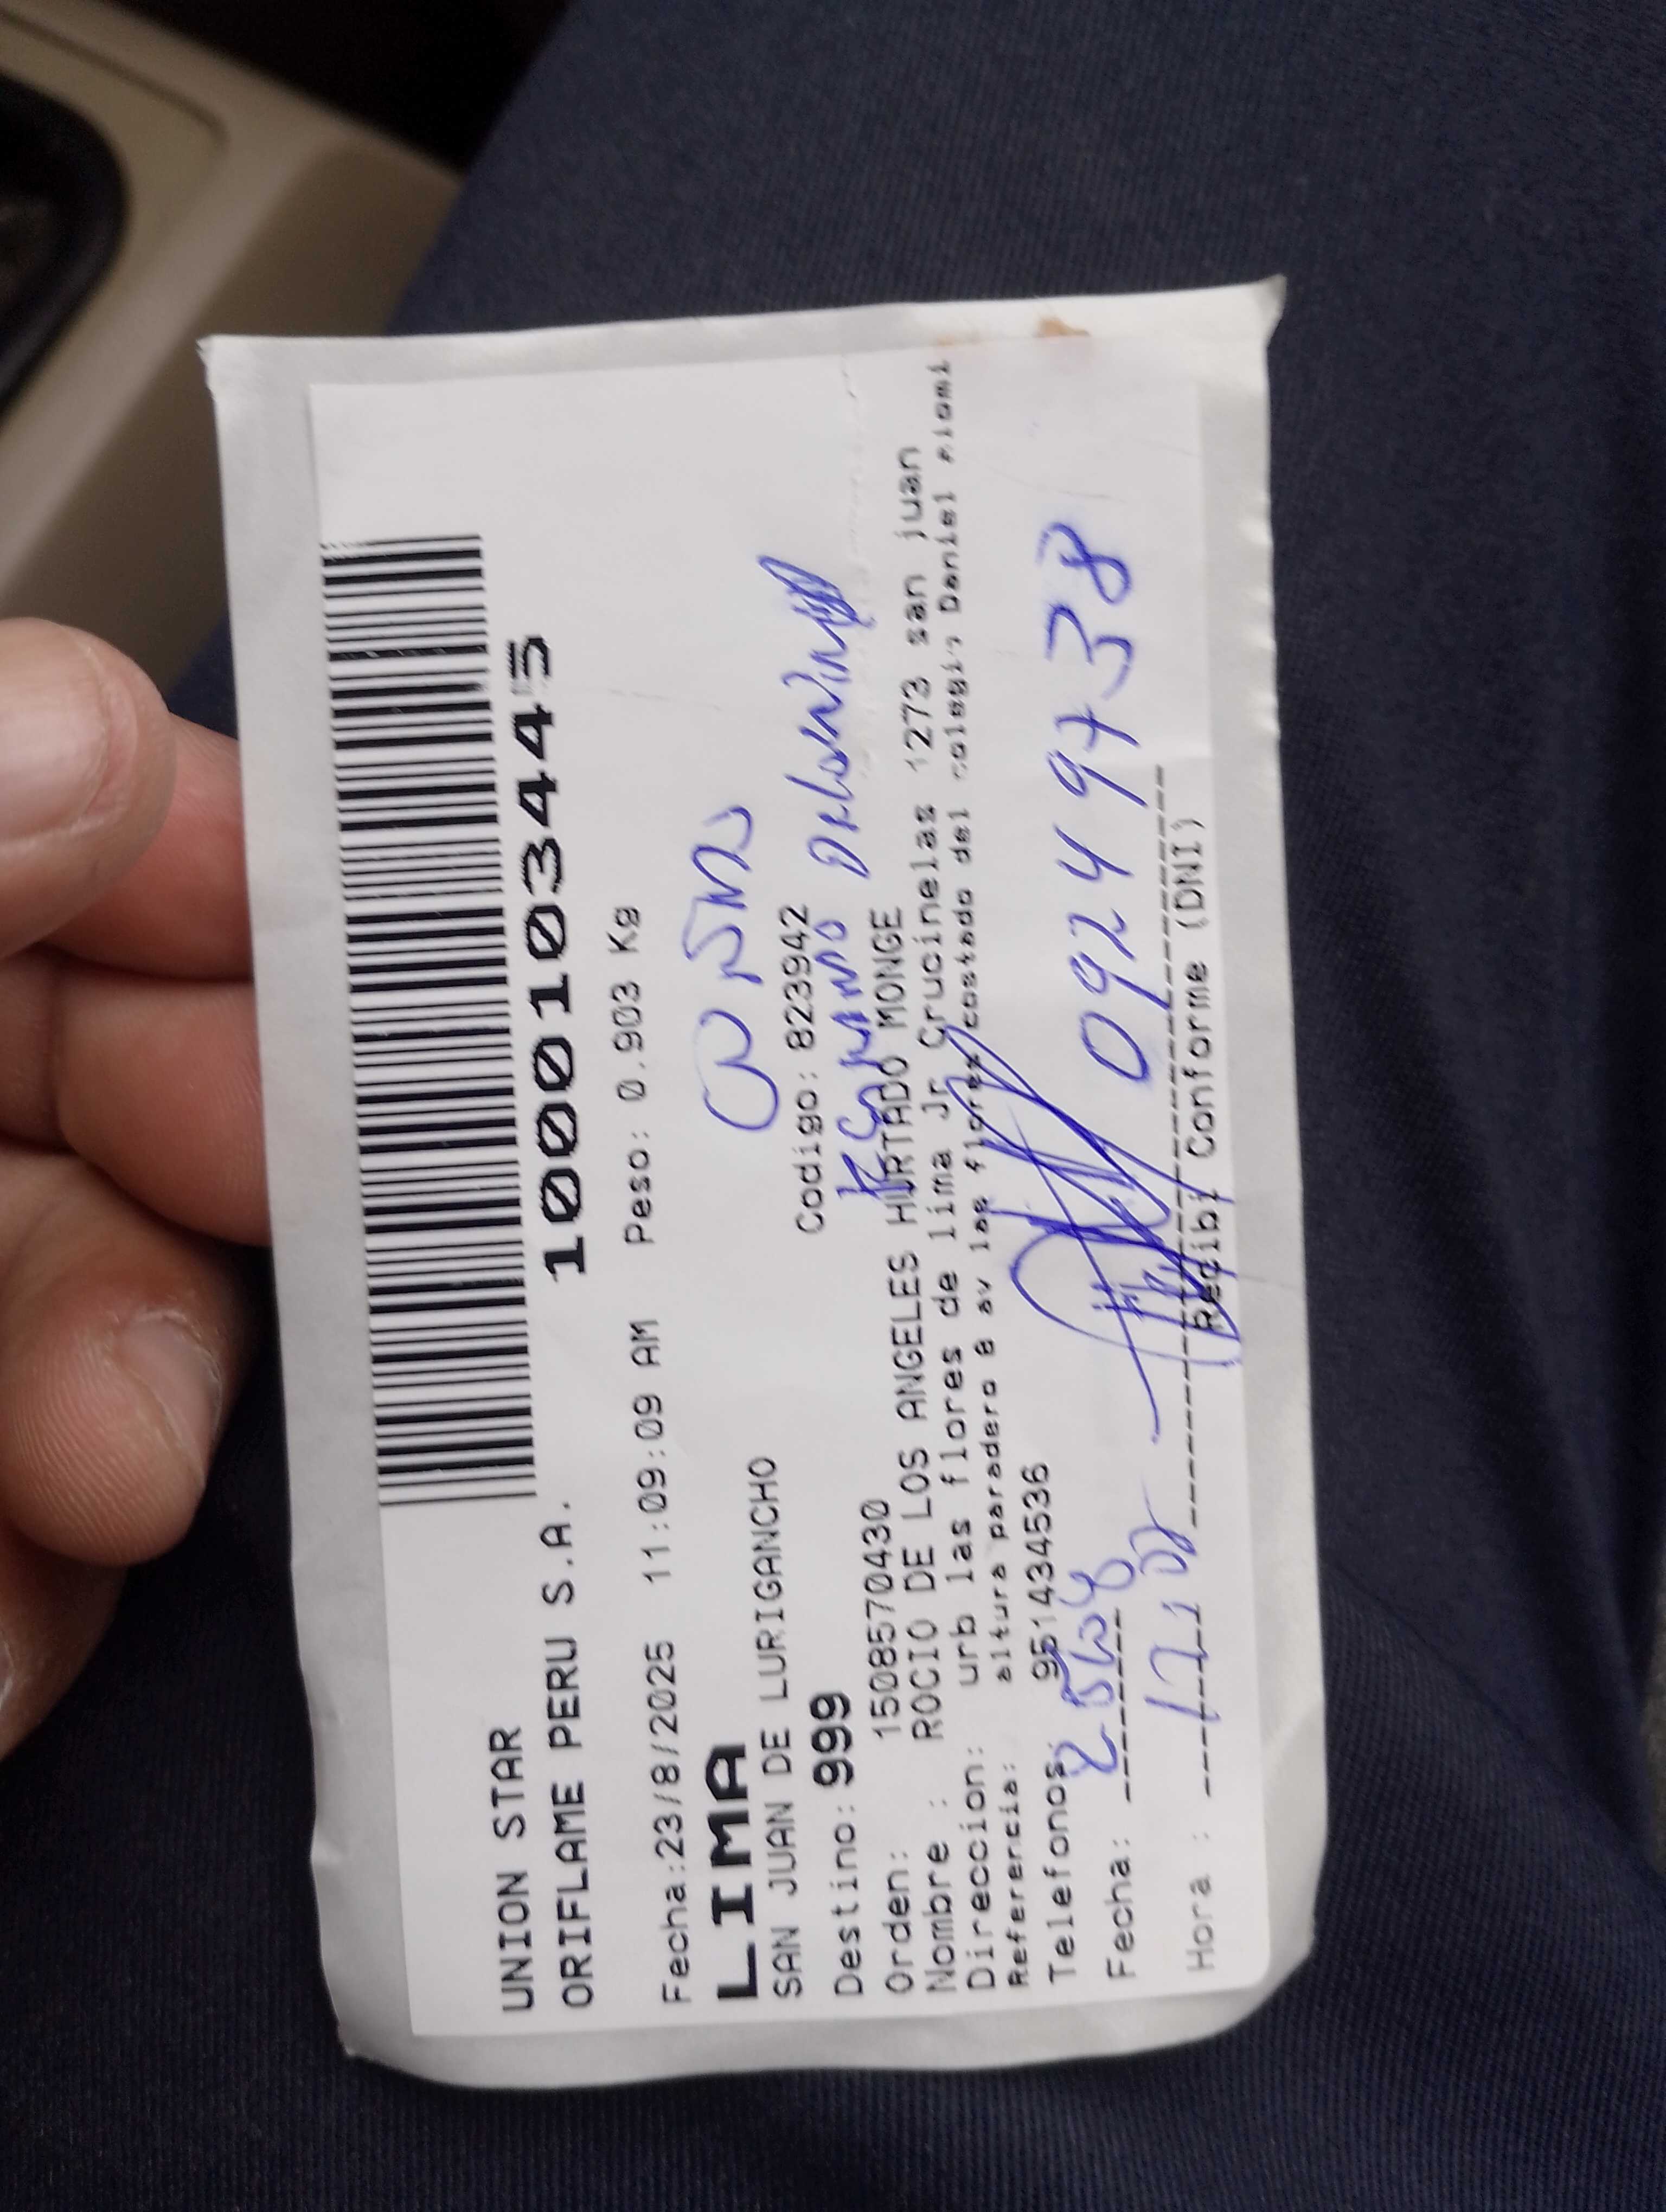 1000103445
UNION STAR
ORIFLAME PERU S.A.
Fecha:23/8/2025 11:09:09 AM Peso: 0.903 Kg
LIMA
SAN JUAN DE LURIGANCHO
Destino: 999 Codigo: 823942
Orden: 1508570430
Nombre : ROCIO DE LOS ANGELES HURTADO MONGE
Direccion: urb las flores de lima Jr Crucinelas 1273 san juan
Referencia: altura paradero 8 av las flores costado del colegio Daniel alomi
Telefonos: 951434536
Fecha:
Hora :
09249738
Recibi Conforme (DNI)